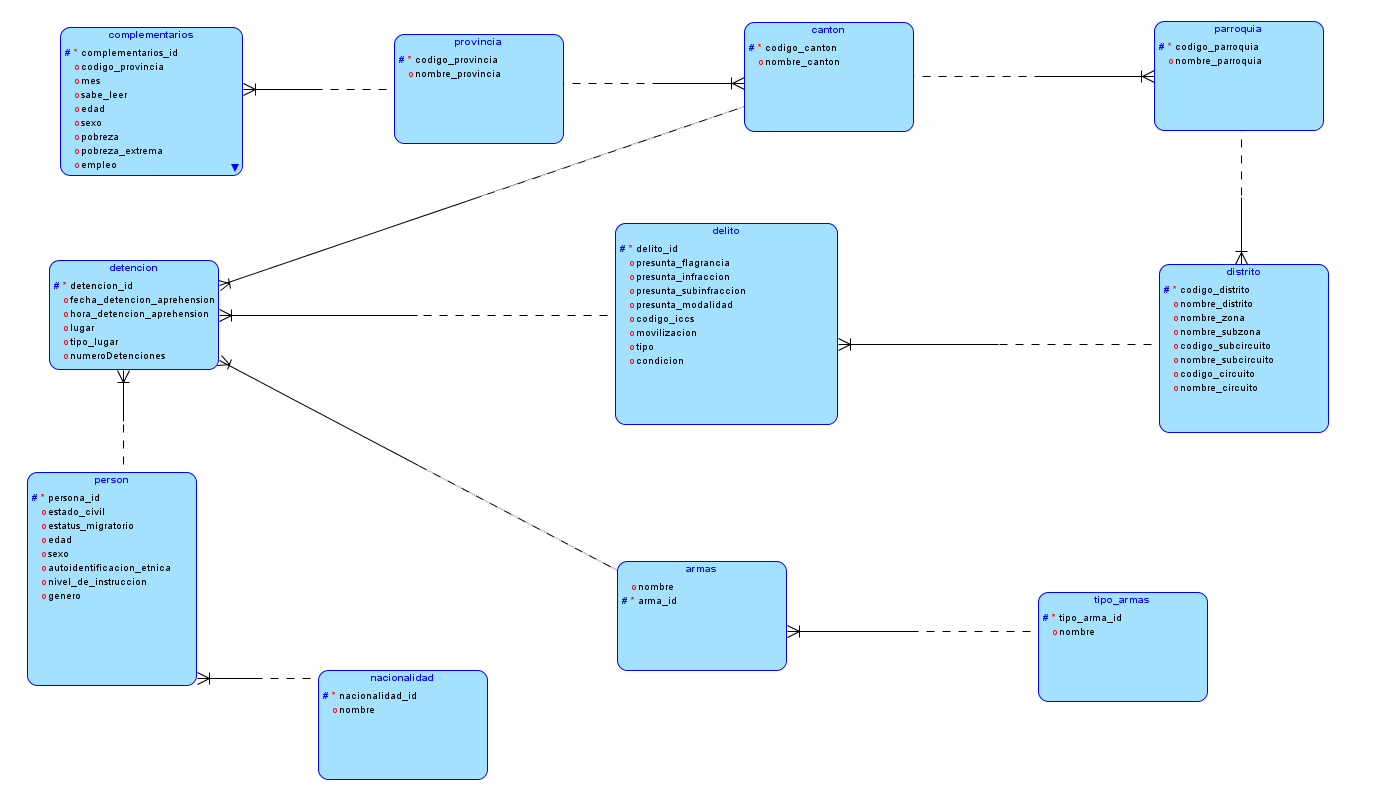 complementarios
# * complementarios_id
o codigo_provincia
o mes
o sabe_leer
o edad
o sexo
o pobreza
o pobreza_extrema
o empleo
provincia
# * codigo_provincia
o nombre_provincia
canton
# * codigo_canton
o nombre_canton
parroquia
# * codigo_parroquia
o nombre_parroquia
detencion
# * detencion_id
o fecha_detencion_aprehension
o hora_detencion_aprehension
o lugar
o tipo_lugar
o numeroDetenciones
delito
# * delito_id
o presunta_flagrancia
o presunta_infraccion
o presunta_subinfraccion
o presunta_modalidad
o codigo_iccs
o movilizacion
o tipo
o condicion
distrito
# * codigo_distrito
o nombre_distrito
o nombre_zona
o nombre_subzona
o codigo_subcircuito
o nombre_subcircuito
o codigo_circuito
o nombre_circuito
person
# * persona_id
o estado_civil
o estatus_migratorio
o edad
o sexo
o autoidentificacion_etnica
o nivel_de_instruccion
o genero
armas
o nombre
# * arma_id
tipo_armas
# * tipo_arma_id
o nombre
nacionalidad
# * nacionalidad_id
o nombre